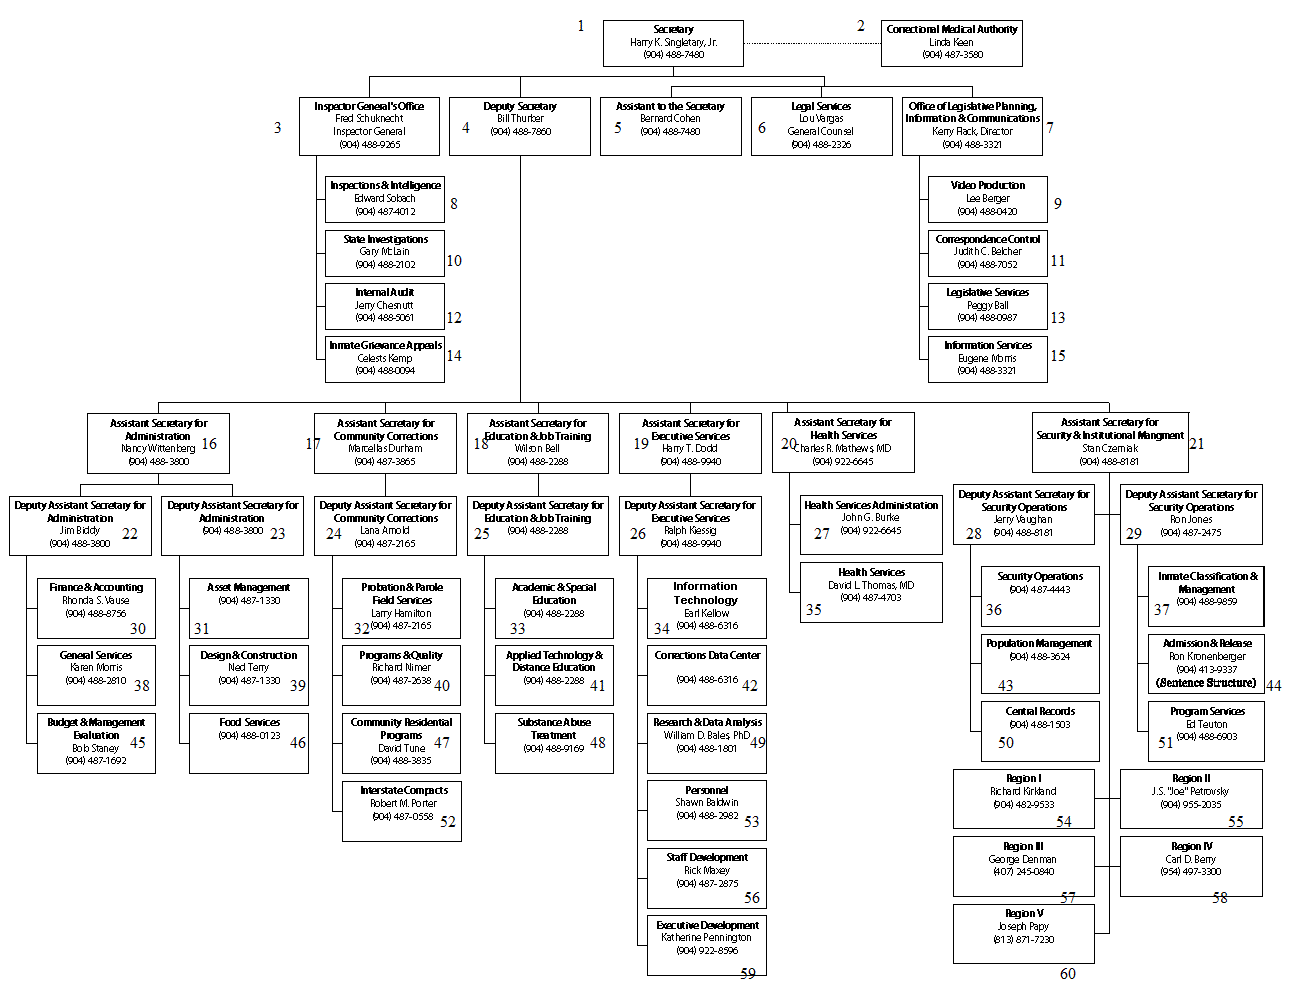 1
Secretary
Harry K. Singletary, Jr.
(904) 488-7480
2
Correctional Medical Authority
Linda Keen
(904) 487-3580
3
Inspector General's Office
Fred Schuknecht
Inspector General
(904) 488-9265
4
Deputy Secretary
Bill Thurber
(904) 488-7860
5
Assistant to the Secretary
Bernard Cohen
(904) 488-7480
6
Legal Services
Lou Vargas
General Counsel
(904) 488-2326
7
Office of Legislative Planning,
Information & Communications
Kerry Flack, Director
(904) 488-3321
Inspections & Intelligence
Edward Sobach
(904) 487-4012
8
Video Production
Lee Berger
(904) 488-0420
9
State Investigations
Gary McLain
(904) 488-2102
10
Correspondence Control
Judith C. Belcher
(904) 488-7052
11
Internal Audit
Jerry Chesnutt
(904) 488-5061
12
Legislative Services
Peggy Ball
(904) 488-0987
13
Inmate Grievance Appeals
Celests Kemp
(904) 488-0094
14
Information Services
Eugene Morris
(904) 488-3321
15
Assistant Secretary for
Administration
Nancy Wittenberg
(904) 488-3800
16
17
Assistant Secretary for
Community Corrections
Marcellas Durham
(904) 487-3865
18
Assistant Secretary for
Education & Job Training
Wilson Bell
(904) 488-2288
19
Assistant Secretary for
Executive Services
Harry T. Dodd
(904) 488-9940
20
Assistant Secretary for
Health Services
Charles R. Mathews, MD
(904) 922-6645
Assistant Secretary for
Security & Institutional Mangment
Stan Czerniak
(904) 488-8181
21
Deputy Assistant Secretary for
Administration
Jim Biddy
(904) 488-3800
22
Deputy Assistant Secretary for
Administration
(904) 488-3800
23
Deputy Assistant Secretary for
Community Corrections
Lana Arnold
(904) 487-2165
24
Deputy Assistant Secretary for
Education & Job Training
(904) 488-2288
25
Deputy Assistant Secretary for
Executive Services
Ralph Kiessig
(904) 488-9940
26
Health Services Administration
John G. Burke
(904) 922-6645
27
Deputy Assistant Secretary for
Security Operations
Jerry Vaughan
(904) 488-8181
28
Deputy Assistant Secretary for
Security Operations
Ron Jones
(904) 487-2475
29
Finance & Accounting
Rhonda S. Vause
(904) 488-8756
30
Asset Management
(904) 487-1330
31
Probation & Parole
Field Services
Larry Hamilton
(904) 487-2165
32
Academic & Special
Education
(904) 488-2288
33
Information
Technology
Earl Kellow
(904) 488-6316
34
Health Services
David L. Thomas, MD
(904) 487-4703
35
Security Operations
(904) 487-4443
36
Inmate Classification &
Management
(904) 488-9859
37
General Services
Karen Morris
(904) 488-2810
38
Design & Construction
Ned Terry
(904) 487-1330
39
Programs & Quality
Richard Nimer
(904) 487-2638
40
Applied Technology &
Distance Education
(904) 488-2288
41
Corrections Data Center
(904) 488-6316
42
Population Management
(904) 488-3624
43
Admission & Release
Ron Kronenberger
(904) 413-9337
(Sentence Structure)
44
Budget & Management
Evaluation
Bob Staney
(904) 487-1692
45
Food Services
(904) 488-0123
46
Community Residential
Programs
David Tune
(904) 488-3835
47
Substance Abuse
Treatment
(904) 488-9169
48
Research & Data Analysis
William D. Bales, PhD
(904) 488-1801
49
Central Records
(904) 488-1503
50
Program Services
Ed Teuton
(904) 488-6903
51
Interstate Compacts
Robert M. Porter
(904) 487-0558
52
Personnel
Shawn Baldwin
(904) 488-2982
53
Region I
Richard Kirkland
(904) 482-9533
54
Region II
J.S. "Joe" Petrovsky
(904) 955-2035
55
Staff Development
Rick Maxey
(904) 487-2875
56
Region III
George Denman
(407) 245-0840
57
Region IV
Carl D. Berry
(954) 497-3300
58
Executive Development
Katherine Pennington
(904) 922-8596
59
Region V
Joseph Papy
(813) 871-7230
60